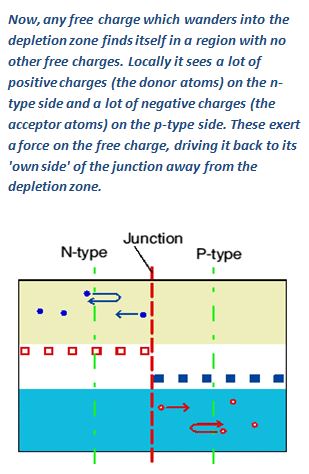 Now, any free charge which wanders into the
depletion zone finds itself in a region with no
other free charges. Locally it sees a lot of
positive charges (the donor atoms) on the n-
type side and a lot of negative charges (the
acceptor atoms) on the p-type side. These exert
a force on the free charge, driving it back to its
'own side' of the junction away from the
depletion zone.
Junction
N-type
P-type